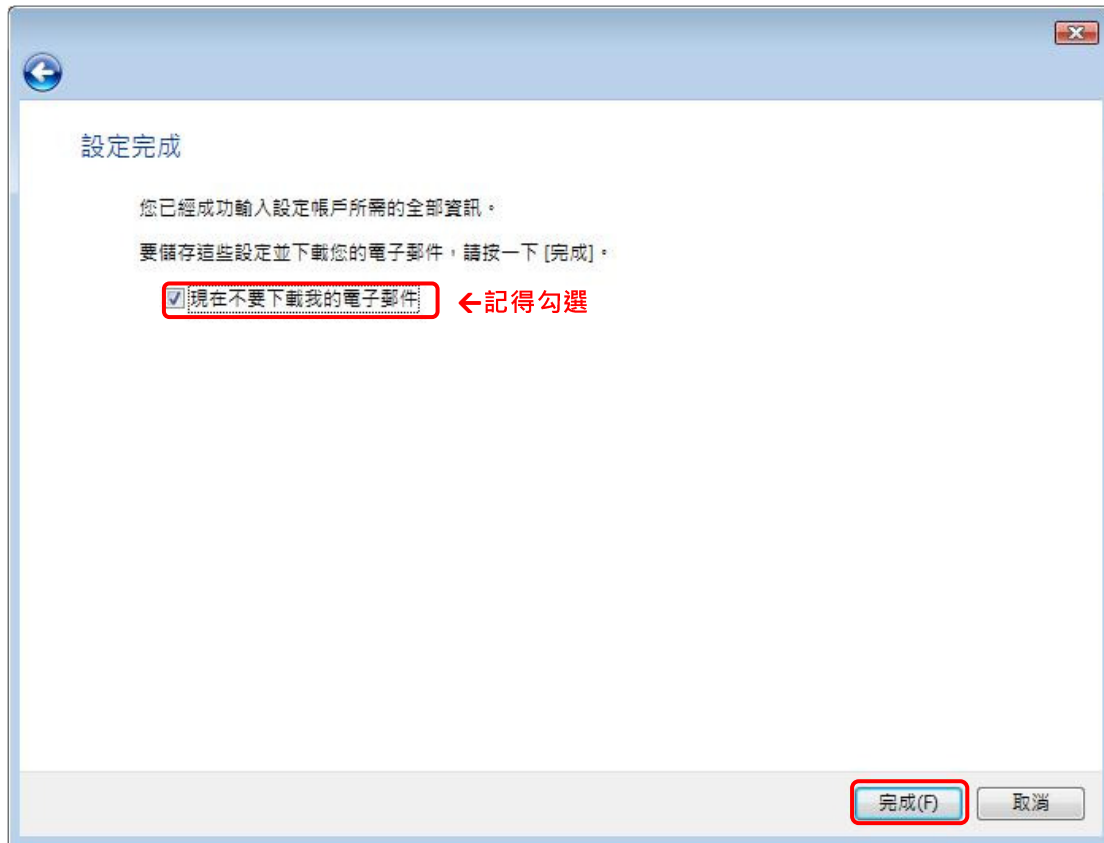 設定完成
您已經成功輸入設定帳戶所需的全部資訊。
要儲存這些設定並下載您的電子郵件，請按一下 [完成]。
現在不要下載我的電子郵件 ←記得勾選
完成(F) 取消